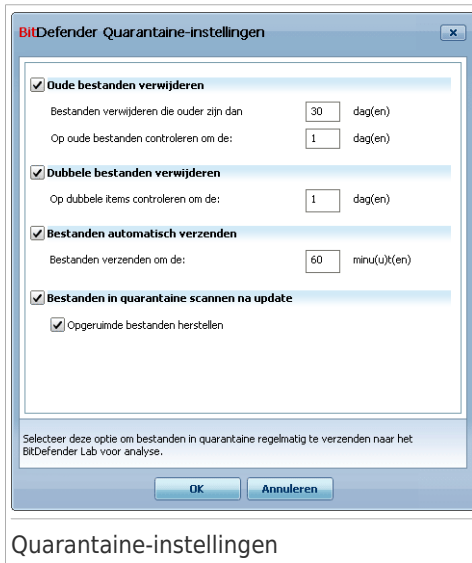 BitDefender Quarantaine-instellingen
Oude bestanden verwijderen
Bestanden verwijderen die ouder zijn dan 30 dag(en)
Op oude bestanden controleren om de: 1 dag(en)
Dubbele bestanden verwijderen
Op dubbele items controleren om de: 1 dag(en)
Bestanden automatisch verzenden
Bestanden verzenden om de: 60 minu(u)t(en)
Bestanden in quarantaine scannen na update
Opgeruimde bestanden herstellen
Selecteer deze optie om bestanden in quarantaine regelmatig te verzenden naar het
BitDefender Lab voor analyse.
OK Annuleren
Quarantaine-instellingen